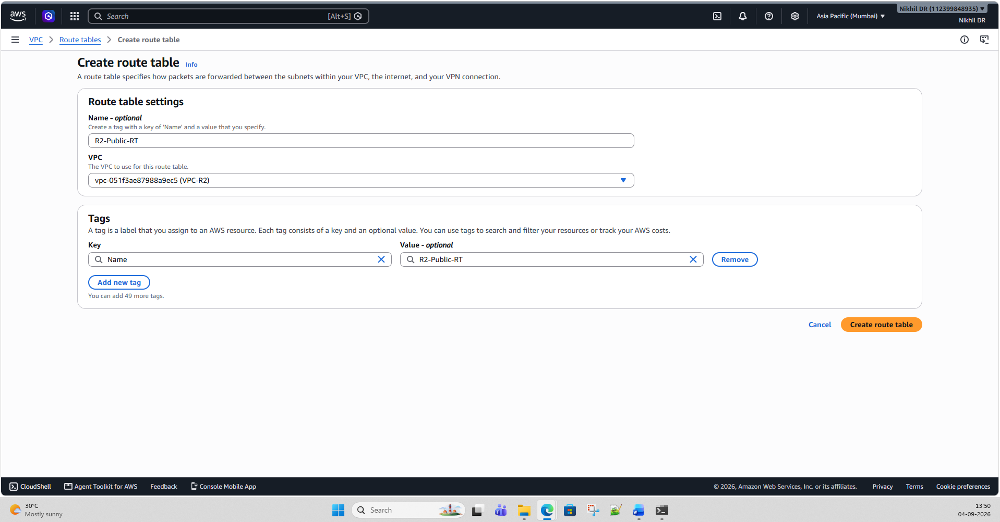 aws
Search
[Alt+S]
Asia Pacific (Mumbai)
Nikhil DR (112399848935)
Nikhil DR
VPC
Route tables
Create route table
Create route table
Info
A route table specifies how packets are forwarded between the subnets within your VPC, the internet, and your VPN connection.
Route table settings
Name - optional
Create a tag with a key of 'Name' and a value that you specify.
R2-Public-RT
VPC
The VPC to use for this route table.
vpc-051f3ae87988a9ec5 (VPC-R2)
Tags
A tag is a label that you assign to an AWS resource. Each tag consists of a key and an optional value. You can use tags to search and filter your resources or track your AWS costs.
Key
Value - optional
Name
R2-Public-RT
Remove
Add new tag
You can add 49 more tags.
Cancel
Create route table
CloudShell
Agent Toolkit for AWS
Feedback
Console Mobile App
© 2026, Amazon Web Services, Inc. or its affiliates.
Privacy
Terms
Cookie preferences
30°C
Mostly sunny
Search
13:50
04-09-2026